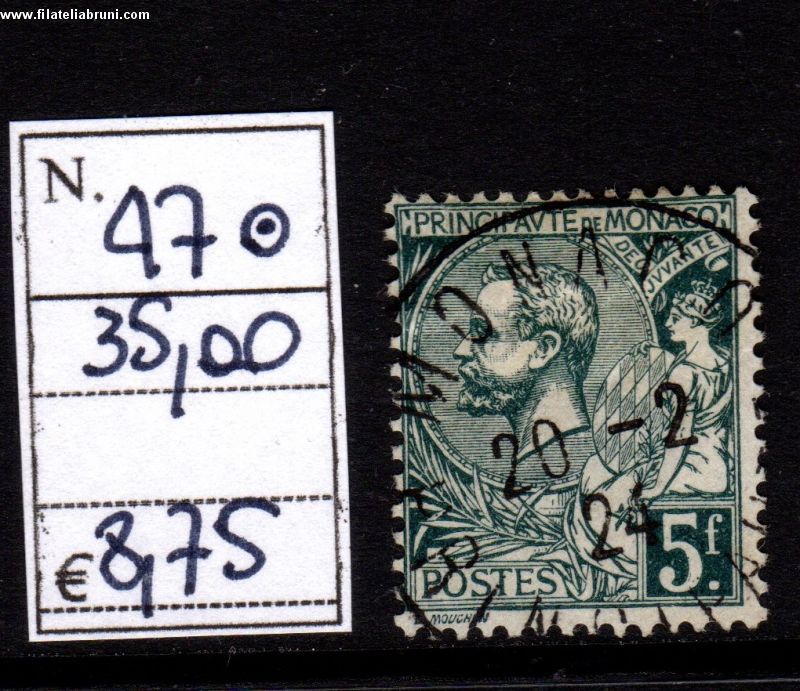 www.filateliabruni.com
N.
47
35,00
€ 8,75
PRINCIPAVTE DE MONACO
DEO JVVANTE
MONACO
20 -2
24
POSTES
5f.
E. MOUCHON